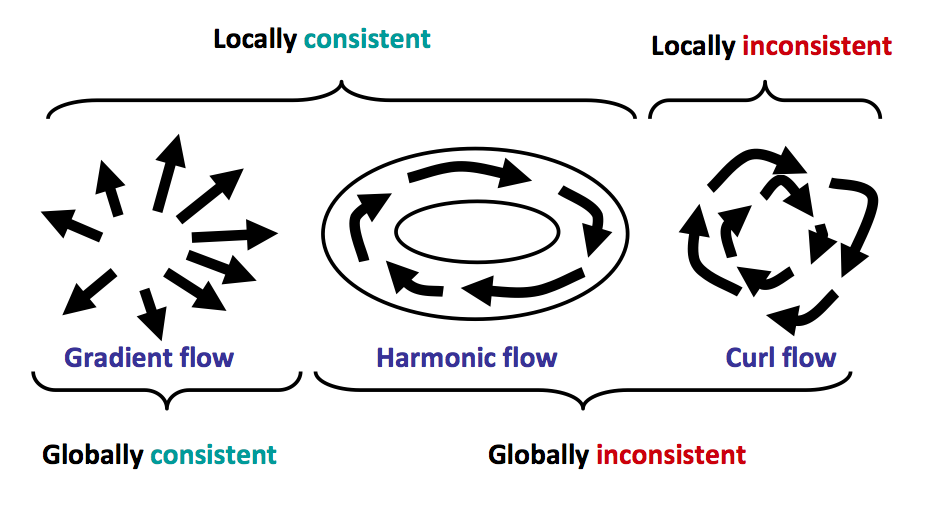 Locally consistent
Locally inconsistent
Gradient flow
Harmonic flow
Curl flow
Globally consistent
Globally inconsistent